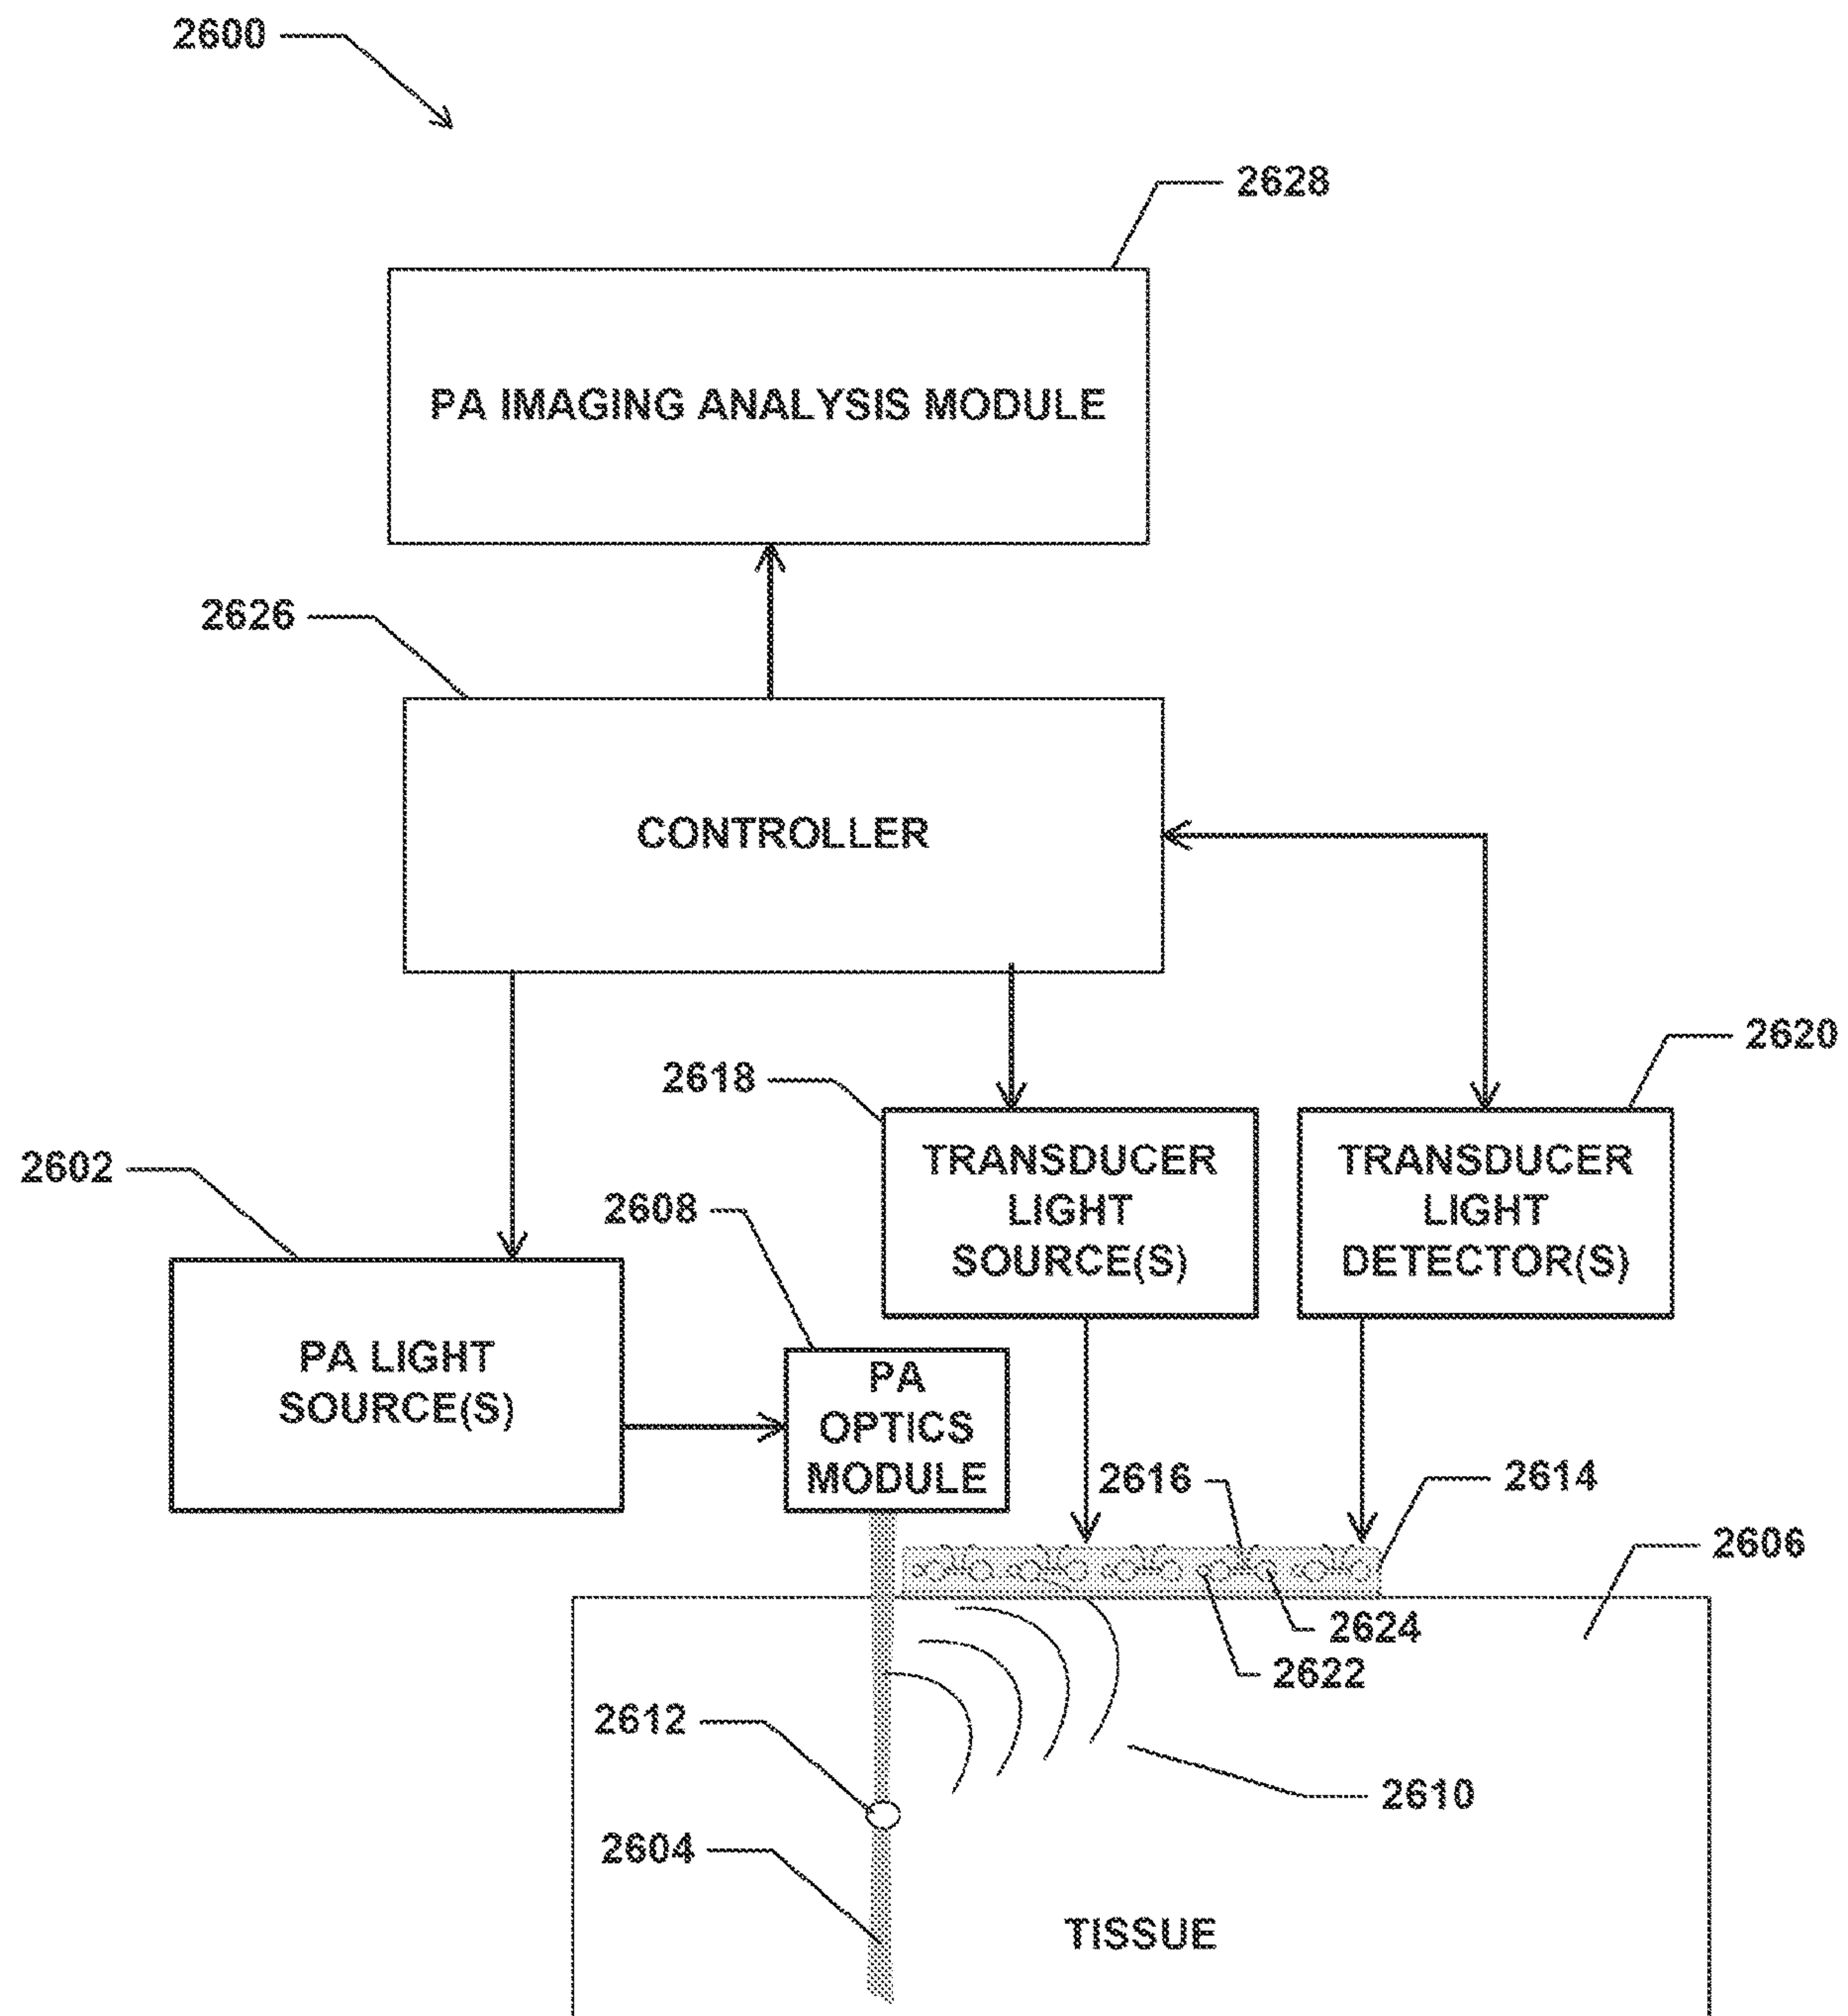 2600
2628
PA IMAGING ANALYSIS MODULE
2626
CONTROLLER
2620
2618
TRANSDUCER
LIGHT
SOURCE(S)
TRANSDUCER
LIGHT
DETECTOR(S)
2602
2608
PA LIGHT
SOURCE(S)
PA
OPTICS
MODULE
2616
2614
2606
2624
2622
2612
2610
2604
TISSUE